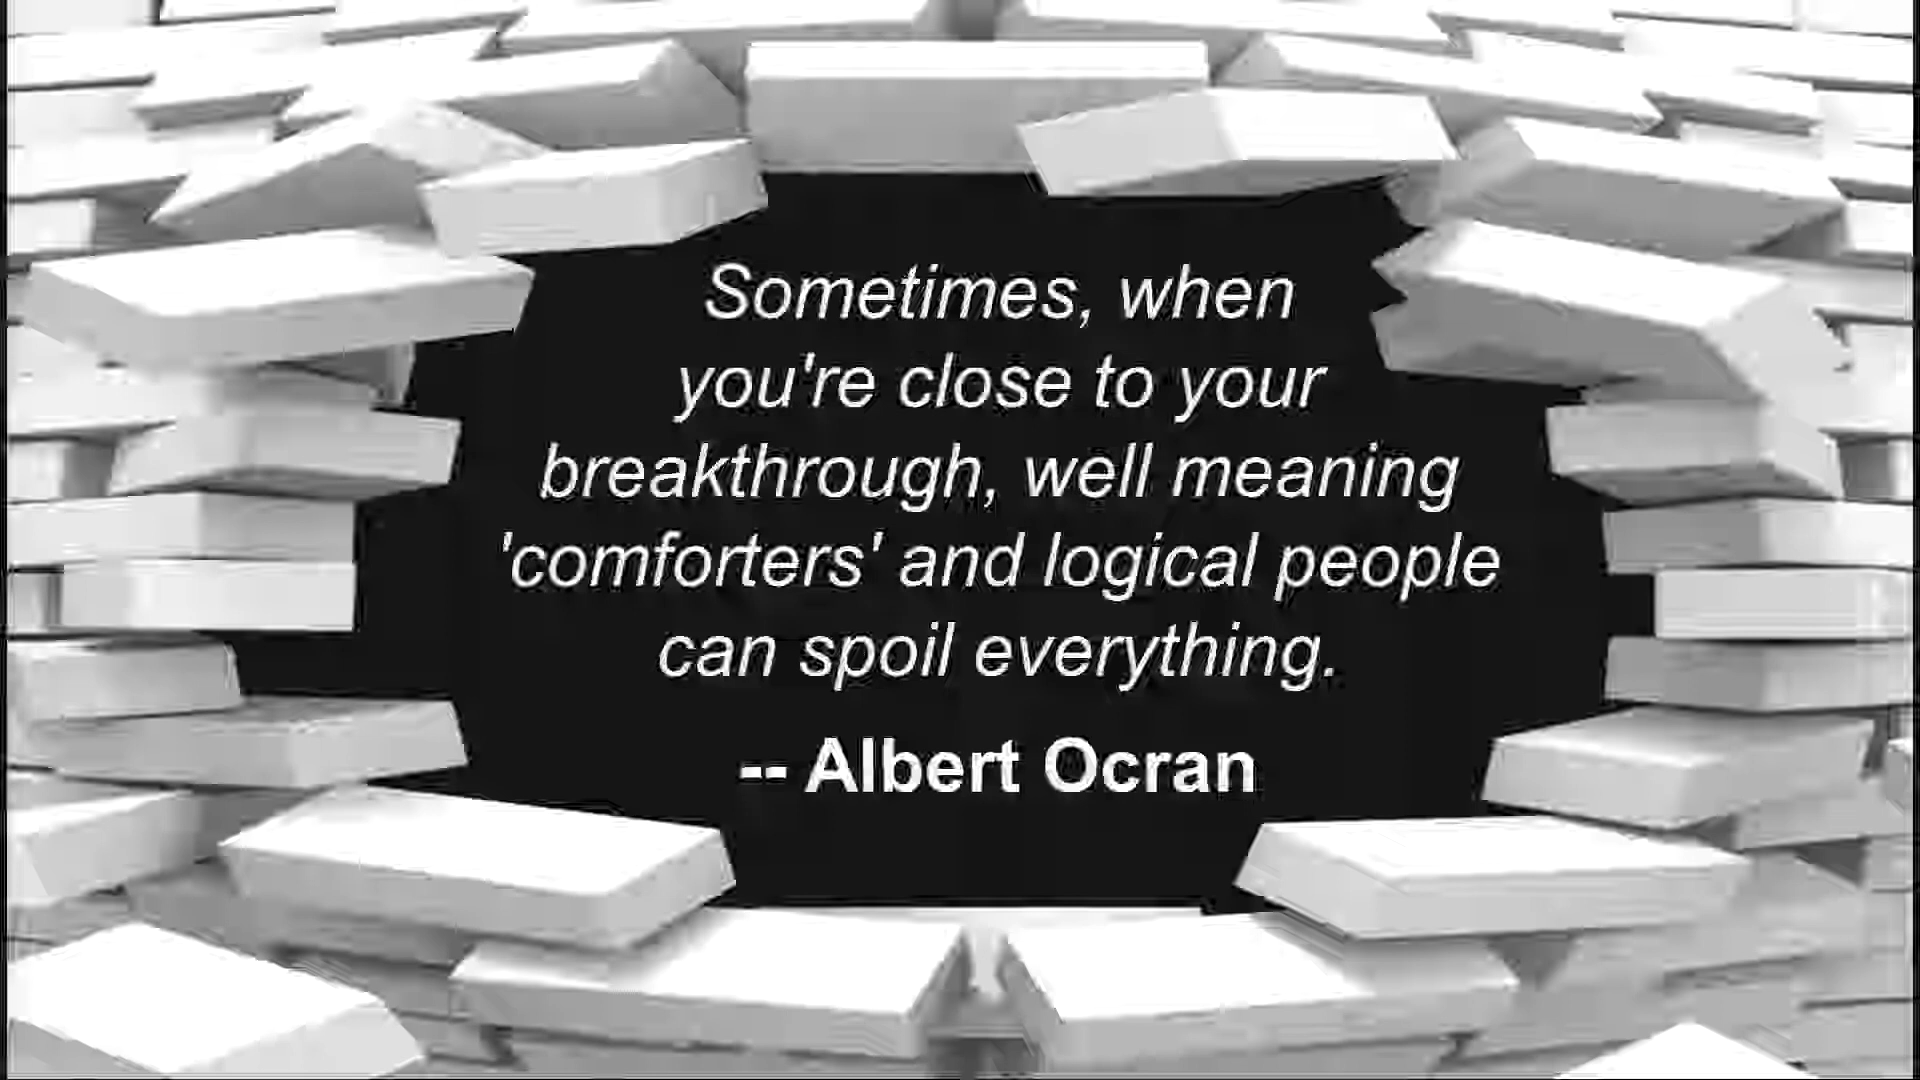 Sometimes, when
you're close to your
breakthrough, well meaning
'comforters' and logical people
can spoil everything.
-- Albert Ocran